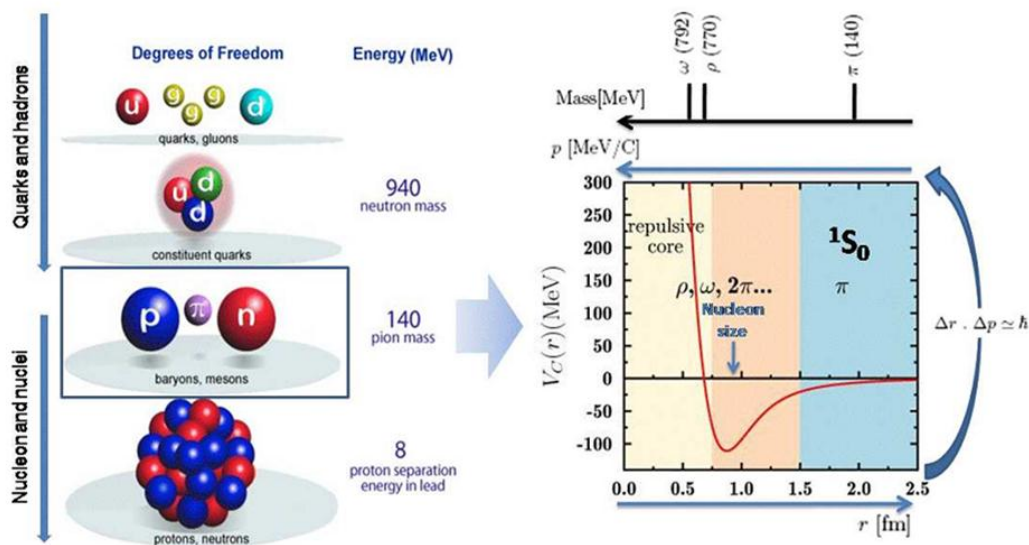 Quarks and hadrons
Nucleon and nuclei
Degrees of Freedom
Energy (MeV)
u g g g d
quarks, gluons
u d d
940
neutron mass
constituent quarks
p π n
140
pion mass
baryons, mesons
8
proton separation
energy in lead
protons, neutrons
ω (792)
ρ (770)
π (140)
Mass[MeV]
p [MeV/C]
300
250
200
150
100
50
0
-50
-100
V_C(r)(MeV)
repulsive
core
¹S₀
ρ, ω, 2π...
π
Nucleon
size
0.0 0.5 1.0 1.5 2.0 2.5
r [fm]
Δr . Δp ≃ ħ